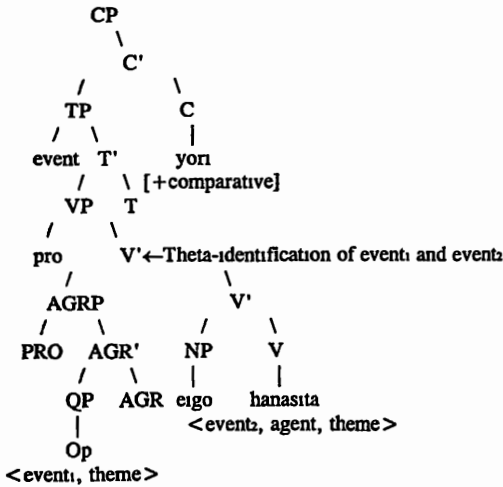 CP
C'
TP C
event T' yori
[+comparative]
VP T
pro V'←Theta-identification of event₁ and event₂
AGRP V'
PRO AGR' NP V
QP AGR eigo hanasita
<event₂, agent, theme>
Op
<event₁, theme>